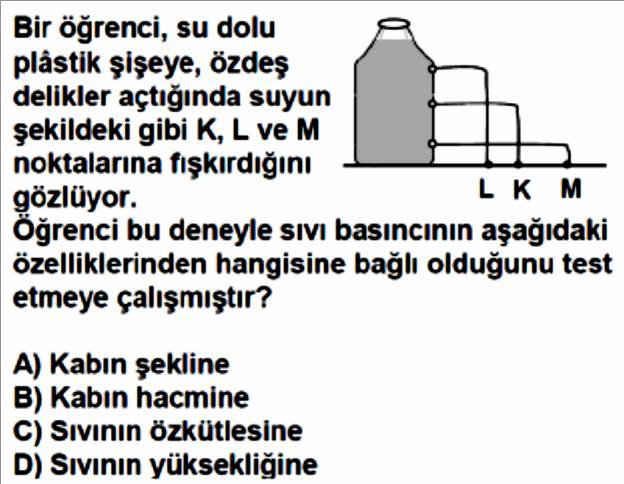 Bir öğrenci, su dolu
plâstik şişeye, özdeş
delikler açtığında suyun
şekildeki gibi K, L ve M
noktalarına fışkırdığını
gözlüyor.
L K M
Öğrenci bu deneyle sıvı basıncının aşağıdaki
özelliklerinden hangisine bağlı olduğunu test
etmeye çalışmıştır?
A) Kabın şekline
B) Kabın hacmine
C) Sıvının özkütlesine
D) Sıvının yüksekliğine